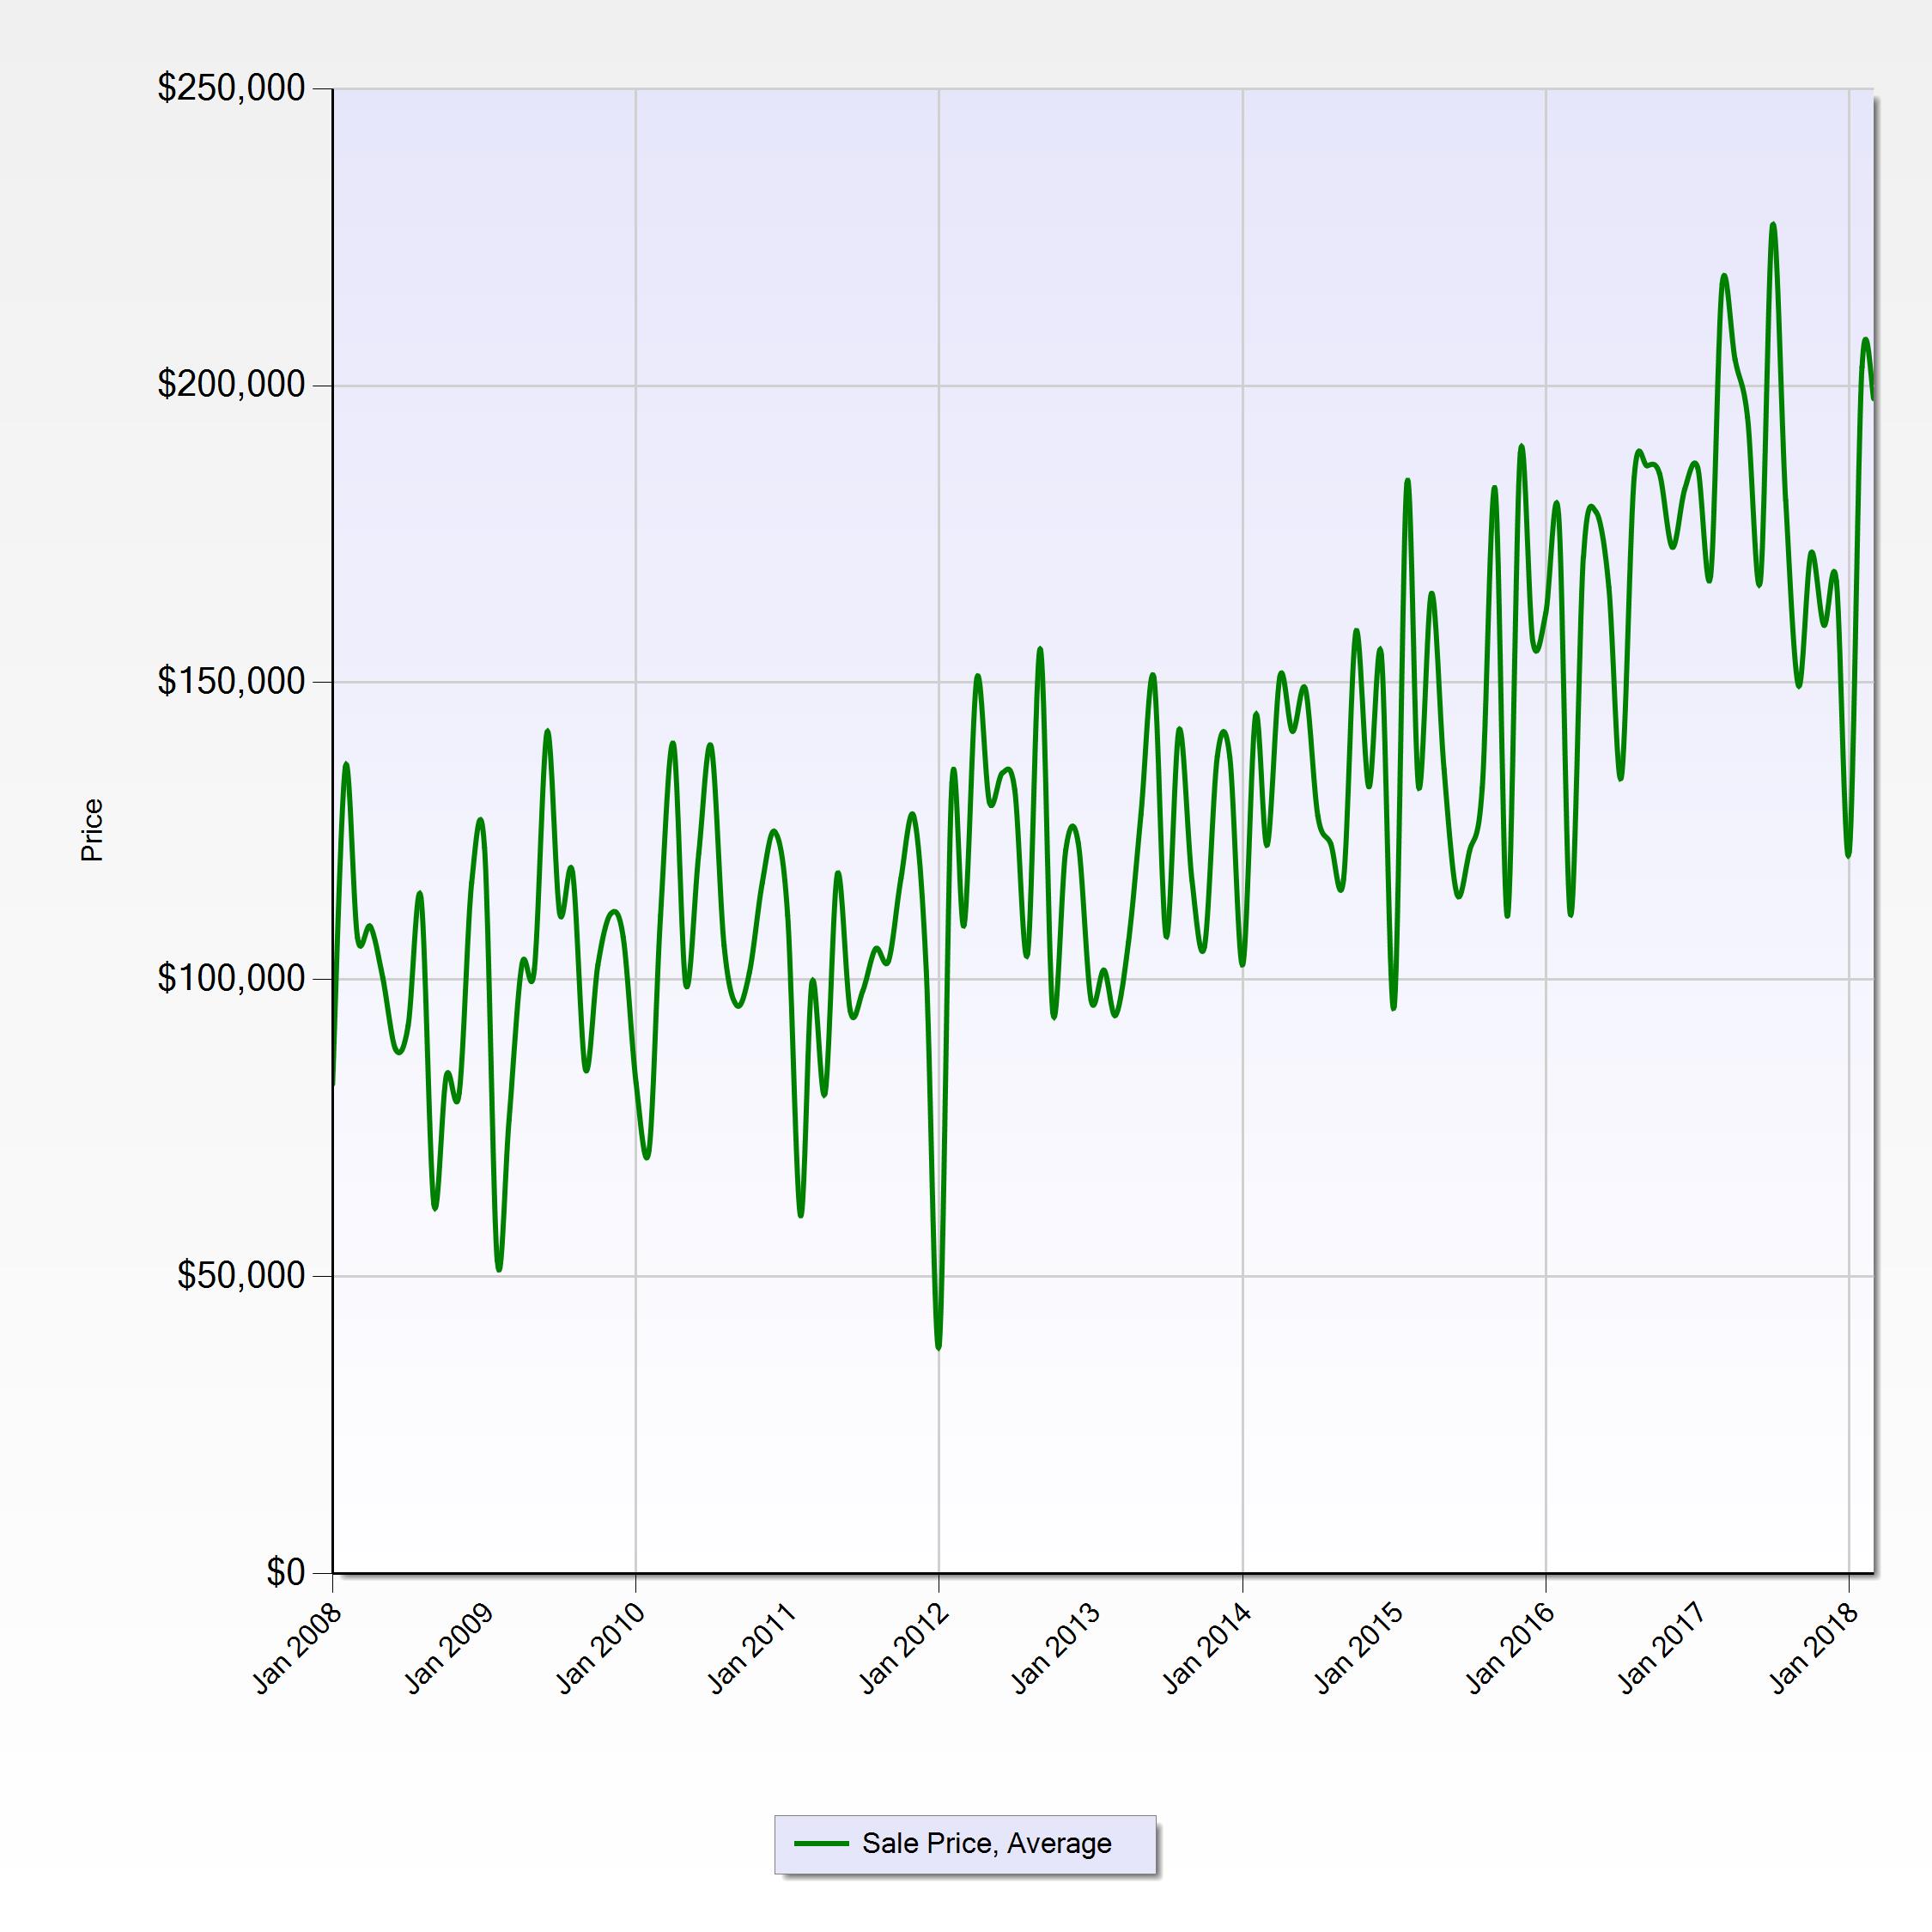 $250,000
$200,000
$150,000
$100,000
$50,000
$0
Price
Jan 2008
Jan 2009
Jan 2010
Jan 2011
Jan 2012
Jan 2013
Jan 2014
Jan 2015
Jan 2016
Jan 2017
Jan 2018
Sale Price, Average